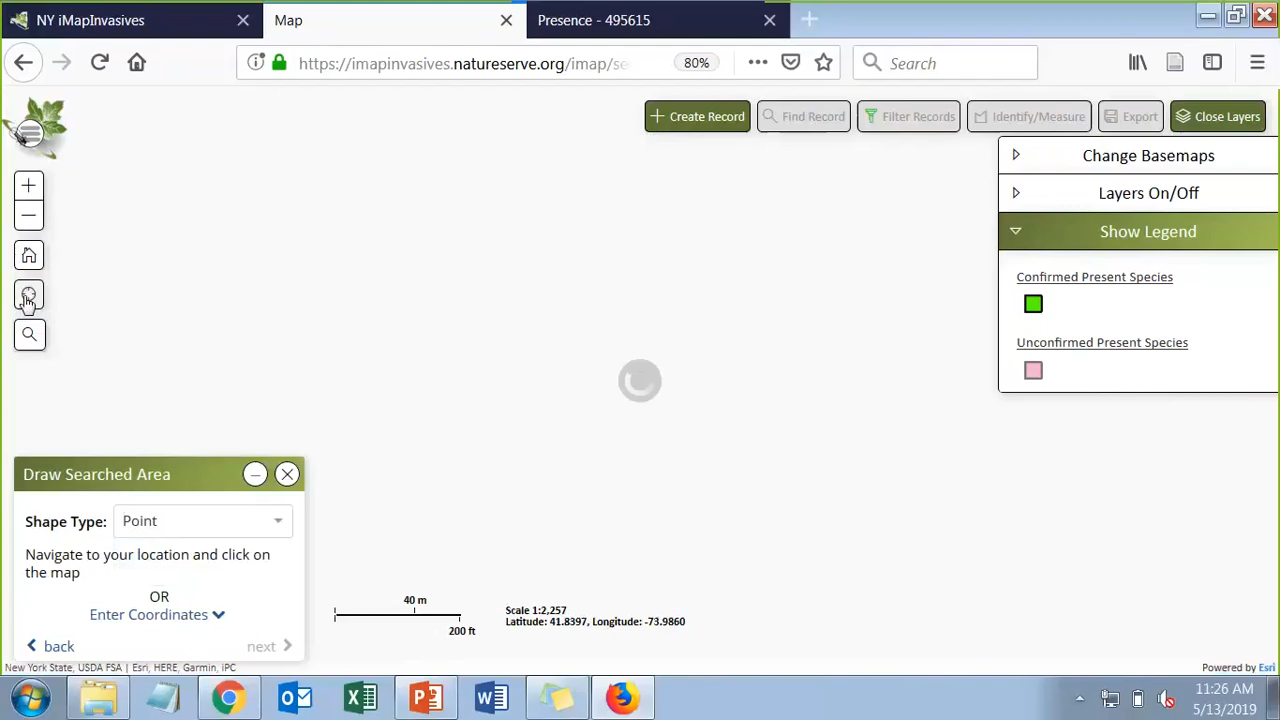 NY iMapInvasives
Map
Presence - 495615
https://imapinvasives.natureserve.org/imap/se
80%
Search
Create Record
Find Record
Filter Records
Identify/Measure
Export
Close Layers
Change Basemaps
Layers On/Off
Show Legend
Confirmed Present Species
Unconfirmed Present Species
Draw Searched Area
Shape Type:
Point
Navigate to your location and click on
the map
OR
Enter Coordinates
back
next
40 m
200 ft
Scale 1:2,257
Latitude: 41.8397, Longitude: -73.9860
New York State, USDA FSA | Esri, HERE, Garmin, IPC
Powered by Esri
11:26 AM
5/13/2019